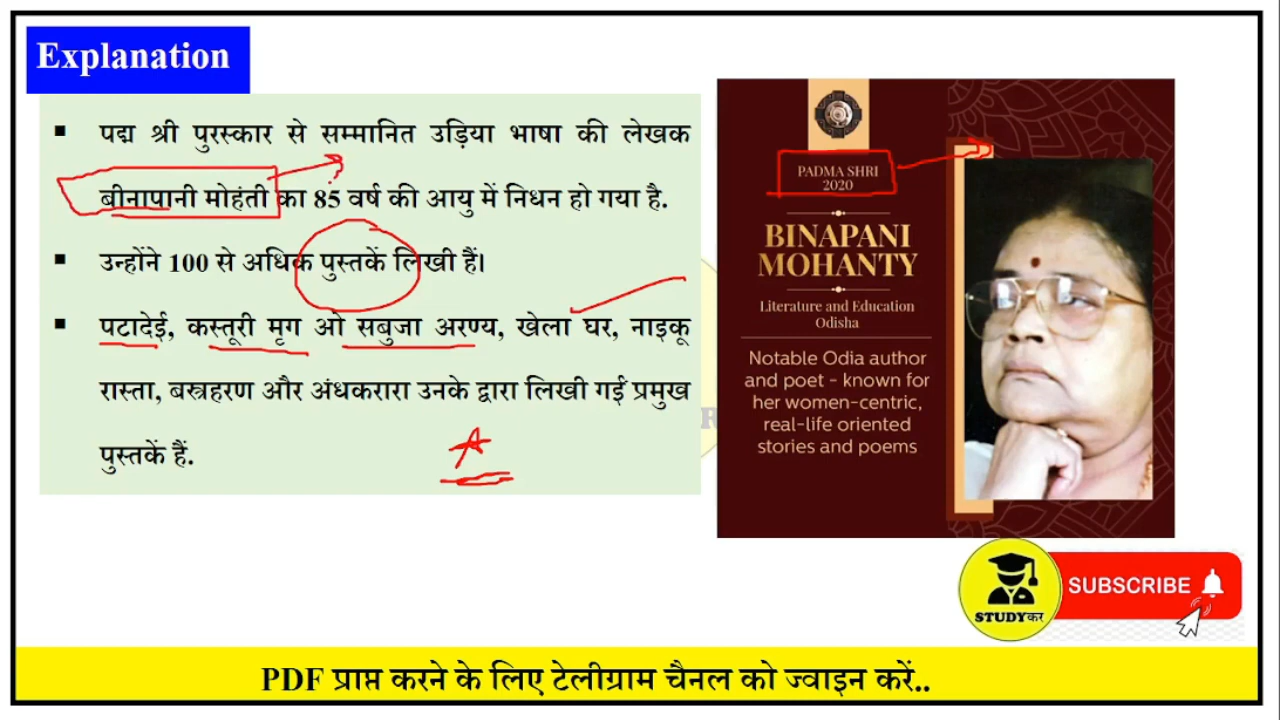 Explanation
▪ पद्म श्री पुरस्कार से सम्मानित उड़िया भाषा की लेखक
बीनापानी मोहंती का 85 वर्ष की आयु में निधन हो गया है.
▪ उन्होंने 100 से अधिक पुस्तकें लिखी हैं।
▪ पटादेई, कस्तूरी मृग ओ सबुजा अरण्य, खेला घर, नाइकू
रास्ता, बस्त्रहरण और अंधकरारा उनके द्वारा लिखी गईं प्रमुख
पुस्तकें हैं.
A
PADMA SHRI
2020
BINAPANI
MOHANTY
Literature and Education
Odisha
Notable Odia author
and poet - known for
her women-centric,
real-life oriented
stories and poems
STUDYकर
SUBSCRIBE
PDF प्राप्त करने के लिए टेलीग्राम चैनल को ज्वाइन करें..